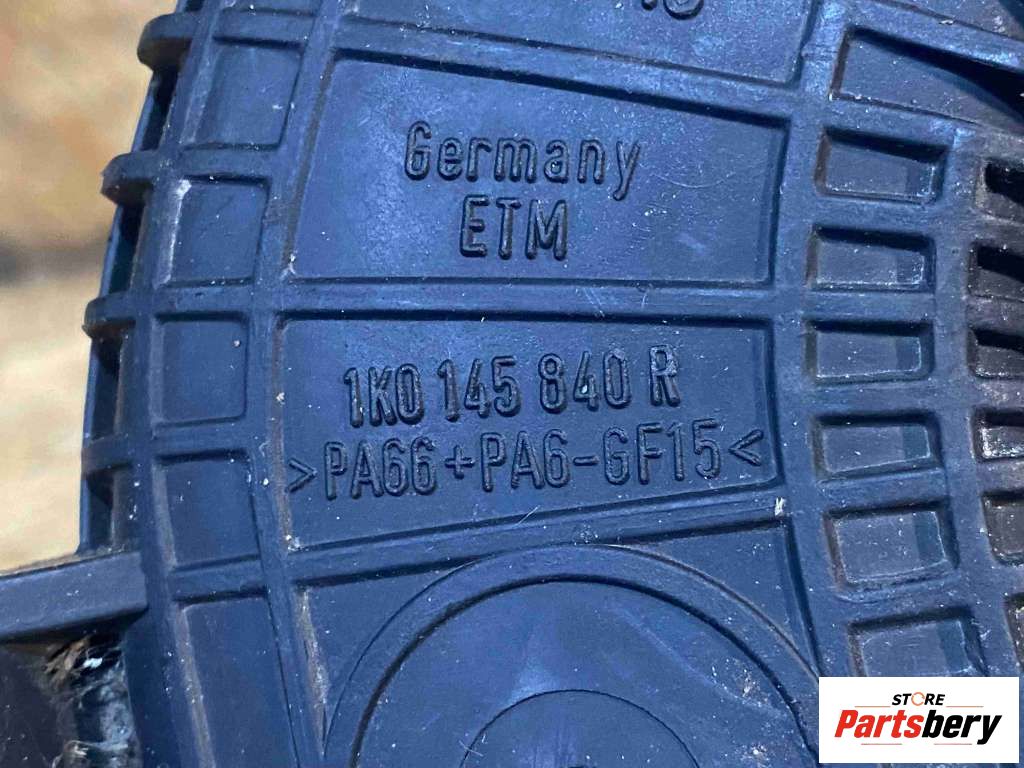 Germany
ETM
1K0 145 840 R
>PA66+PA6-GF15<
STORE
Partsbery